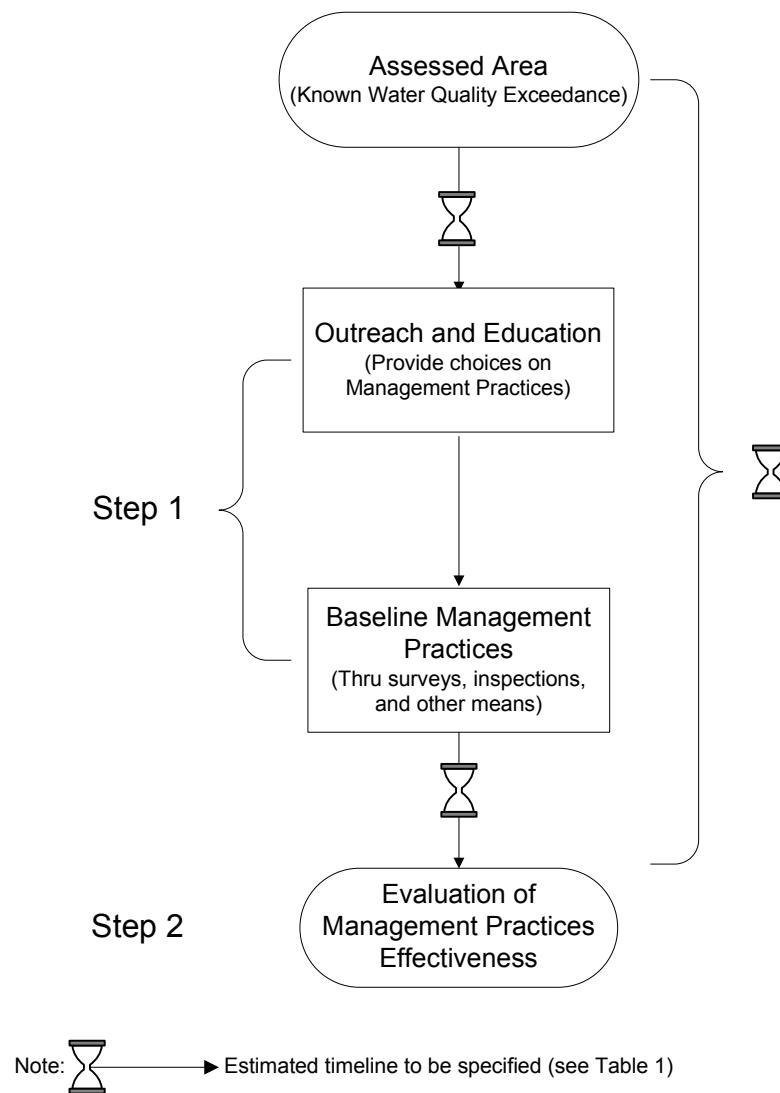 Assessed Area
(Known Water Quality Exceedance)
Outreach and Education
(Provide choices on
Management Practices)
Step 1
Baseline Management
Practices
(Thru surveys, inspections,
and other means)
Evaluation of
Management Practices
Effectiveness
Step 2
Note:
Estimated timeline to be specified (see Table 1)